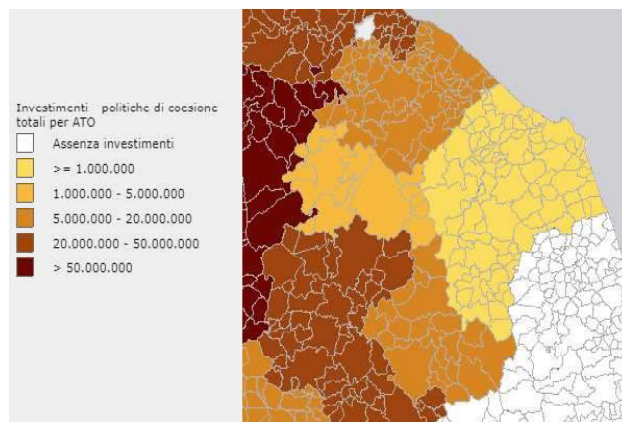 Investimenti politiche di coesione
totali per ATO
Assenza investimenti
>= 1.000.000
1.000.000 - 5.000.000
5.000.000 - 20.000.000
20.000.000 - 50.000.000
> 50.000.000